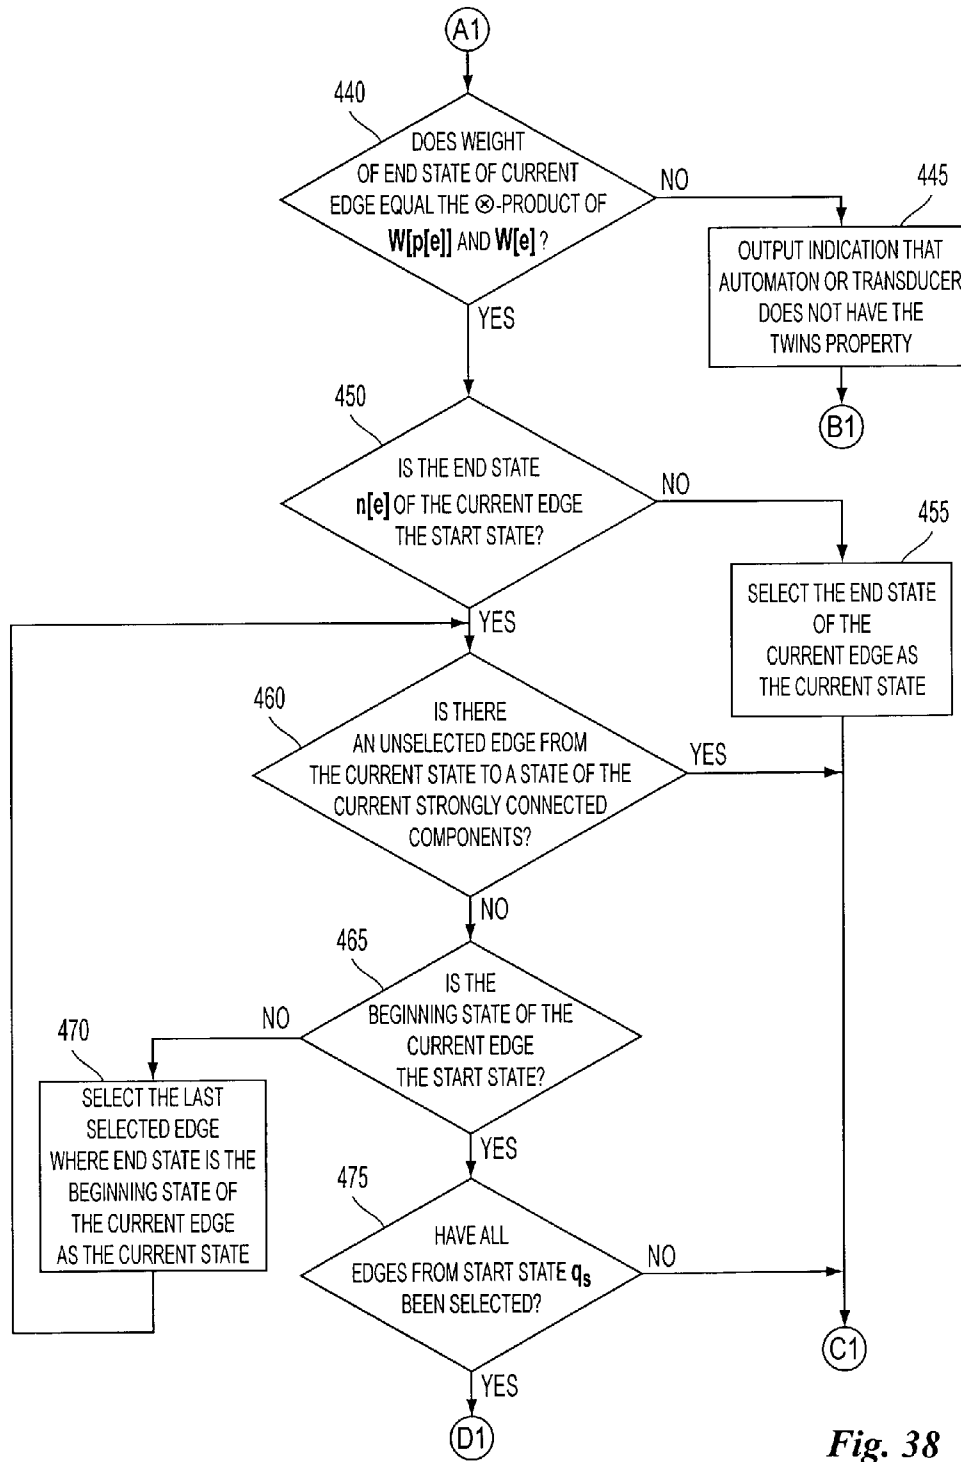 A1
440
DOES WEIGHT
OF END STATE OF CURRENT
EDGE EQUAL THE ⊗-PRODUCT OF
W[p[e]] AND W[e] ?
NO
445
OUTPUT INDICATION THAT
AUTOMATON OR TRANSDUCER
DOES NOT HAVE THE
TWINS PROPERTY
B1
YES
450
IS THE END STATE
n[e] OF THE CURRENT EDGE
THE START STATE?
NO
455
SELECT THE END STATE
OF THE
CURRENT EDGE AS
THE CURRENT STATE
YES
460
IS THERE
AN UNSELECTED EDGE FROM
THE CURRENT STATE TO A STATE OF THE
CURRENT STRONGLY CONNECTED
COMPONENTS?
YES
NO
465
IS THE
BEGINNING STATE OF THE
CURRENT EDGE
THE START STATE?
NO
470
SELECT THE LAST
SELECTED EDGE
WHERE END STATE IS THE
BEGINNING STATE OF
THE CURRENT EDGE
AS THE CURRENT STATE
YES
475
HAVE ALL
EDGES FROM START STATE qs
BEEN SELECTED?
NO
C1
YES
D1
Fig. 38